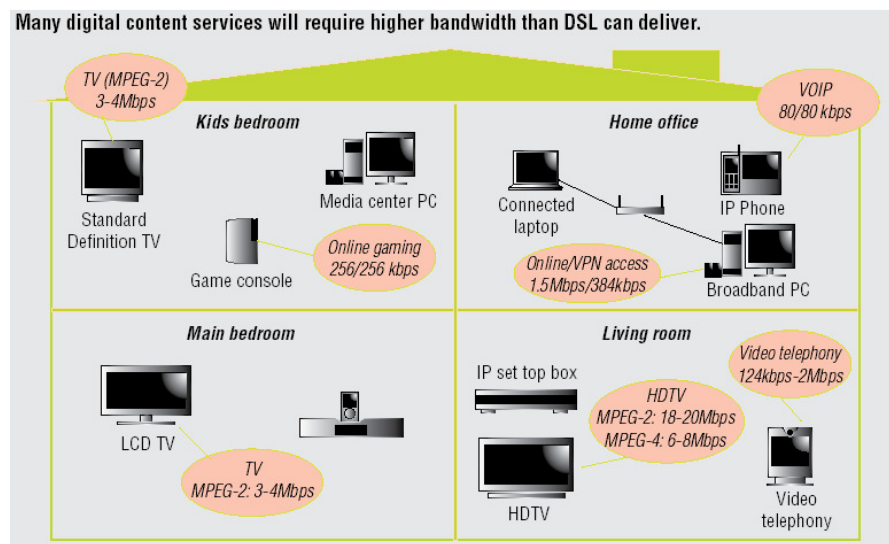 Many digital content services will require higher bandwidth than DSL can deliver.
TV (MPEG-2)
3-4Mbps
Kids bedroom
Standard
Definition TV
Media center PC
Game console
Online gaming
256/256 kbps
Home office
VOIP
80/80 kbps
Connected
laptop
IP Phone
Online/VPN access
1.5Mbps/384kbps
Broadband PC
Main bedroom
LCD TV
TV
MPEG-2: 3-4Mbps
Living room
IP set top box
HDTV
MPEG-2: 18-20Mbps
MPEG-4: 6-8Mbps
HDTV
Video telephony
124kbps-2Mbps
Video
telephony